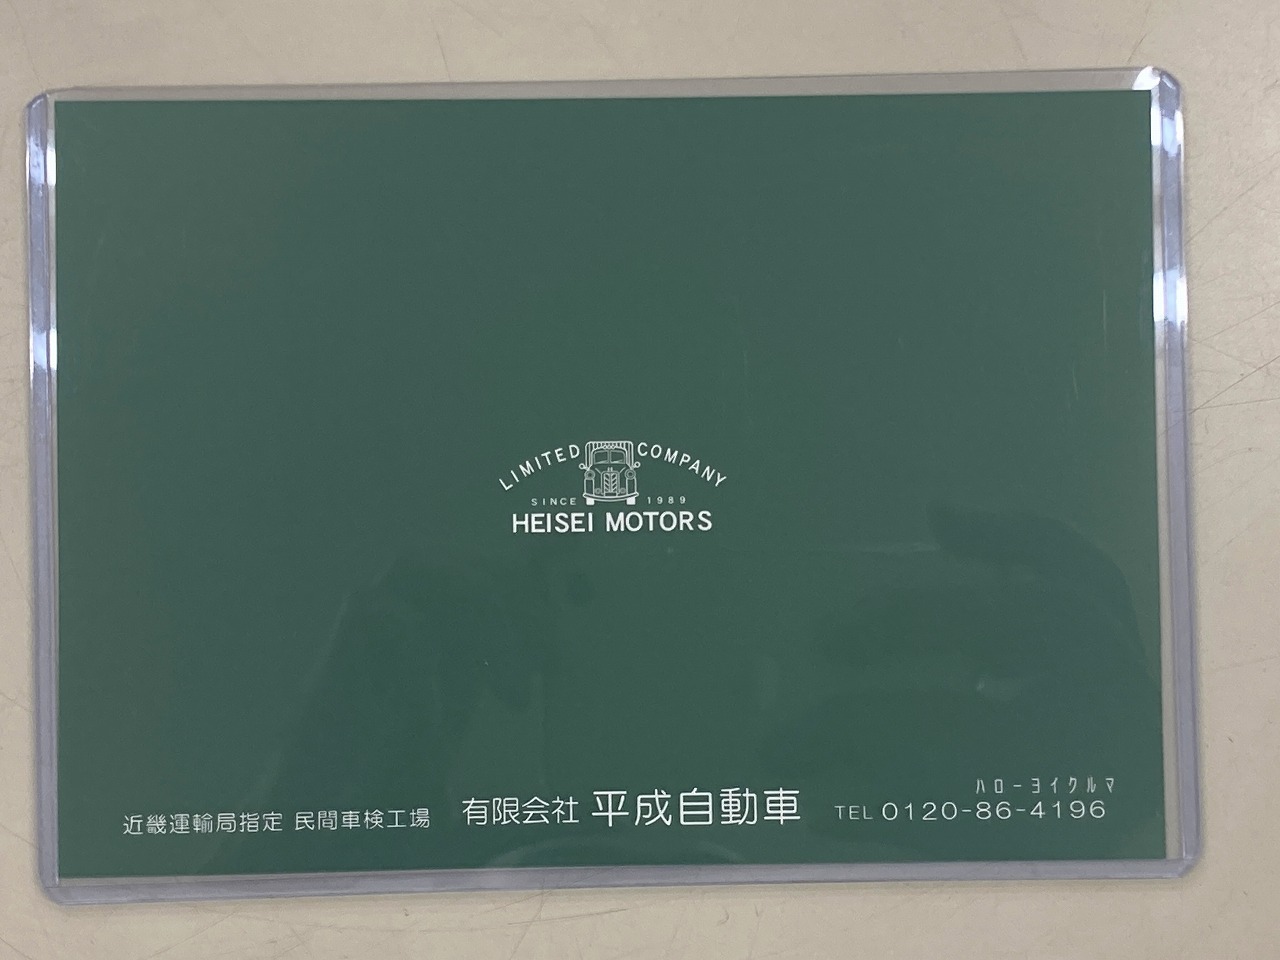 LIMITED COMPANY
SINCE 1989
HEISEI MOTORS
ハローヨイクルマ
近畿運輸局指定 民間車検工場 有限会社 平成自動車 TEL 0120-86-4196